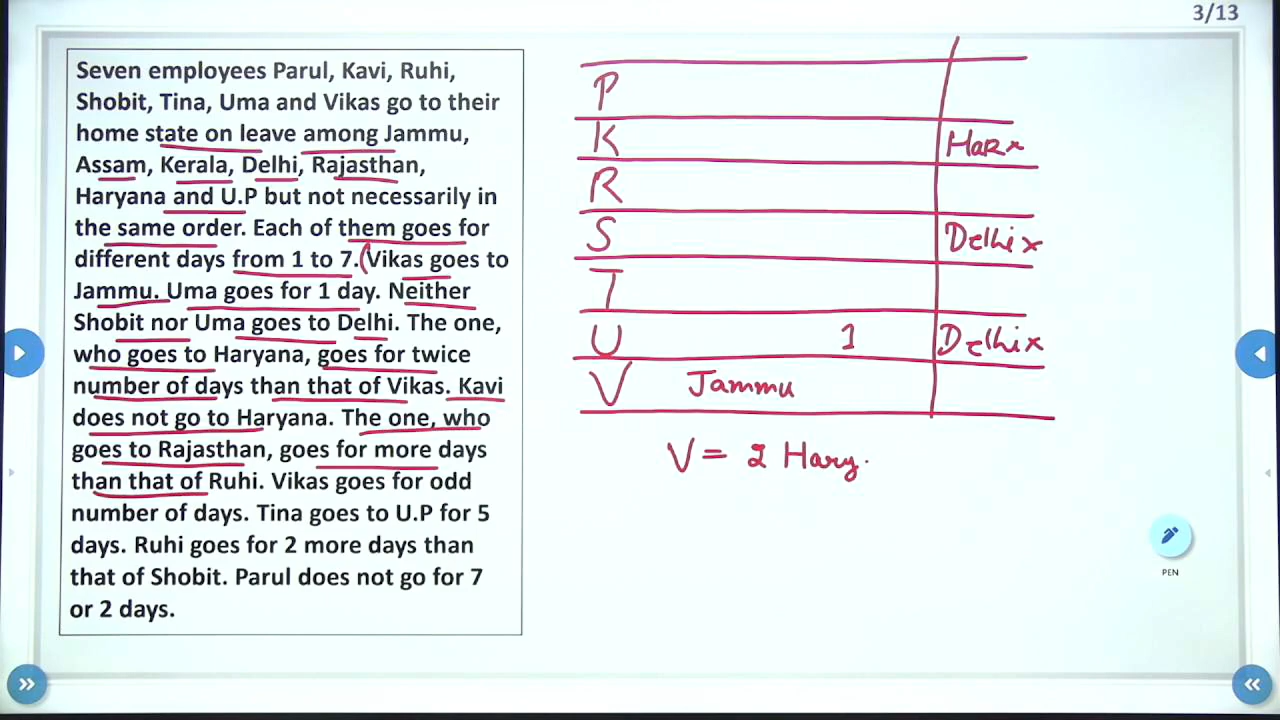 3/13
Seven employees Parul, Kavi, Ruhi,
Shobit, Tina, Uma and Vikas go to their
home state on leave among Jammu,
Assam, Kerala, Delhi, Rajasthan,
Haryana and U.P but not necessarily in
the same order. Each of them goes for
different days from 1 to 7. (Vikas goes to
Jammu. Uma goes for 1 day. Neither
Shobit nor Uma goes to Delhi. The one,
who goes to Haryana, goes for twice
number of days than that of Vikas. Kavi
does not go to Haryana. The one, who
goes to Rajasthan, goes for more days
than that of Ruhi. Vikas goes for odd
number of days. Tina goes to U.P for 5
days. Ruhi goes for 2 more days than
that of Shobit. Parul does not go for 7
or 2 days.
P
K Harx
R
S Delhix
T
U 1 Delhix
V Jammu
V = 2 Hary.
PEN